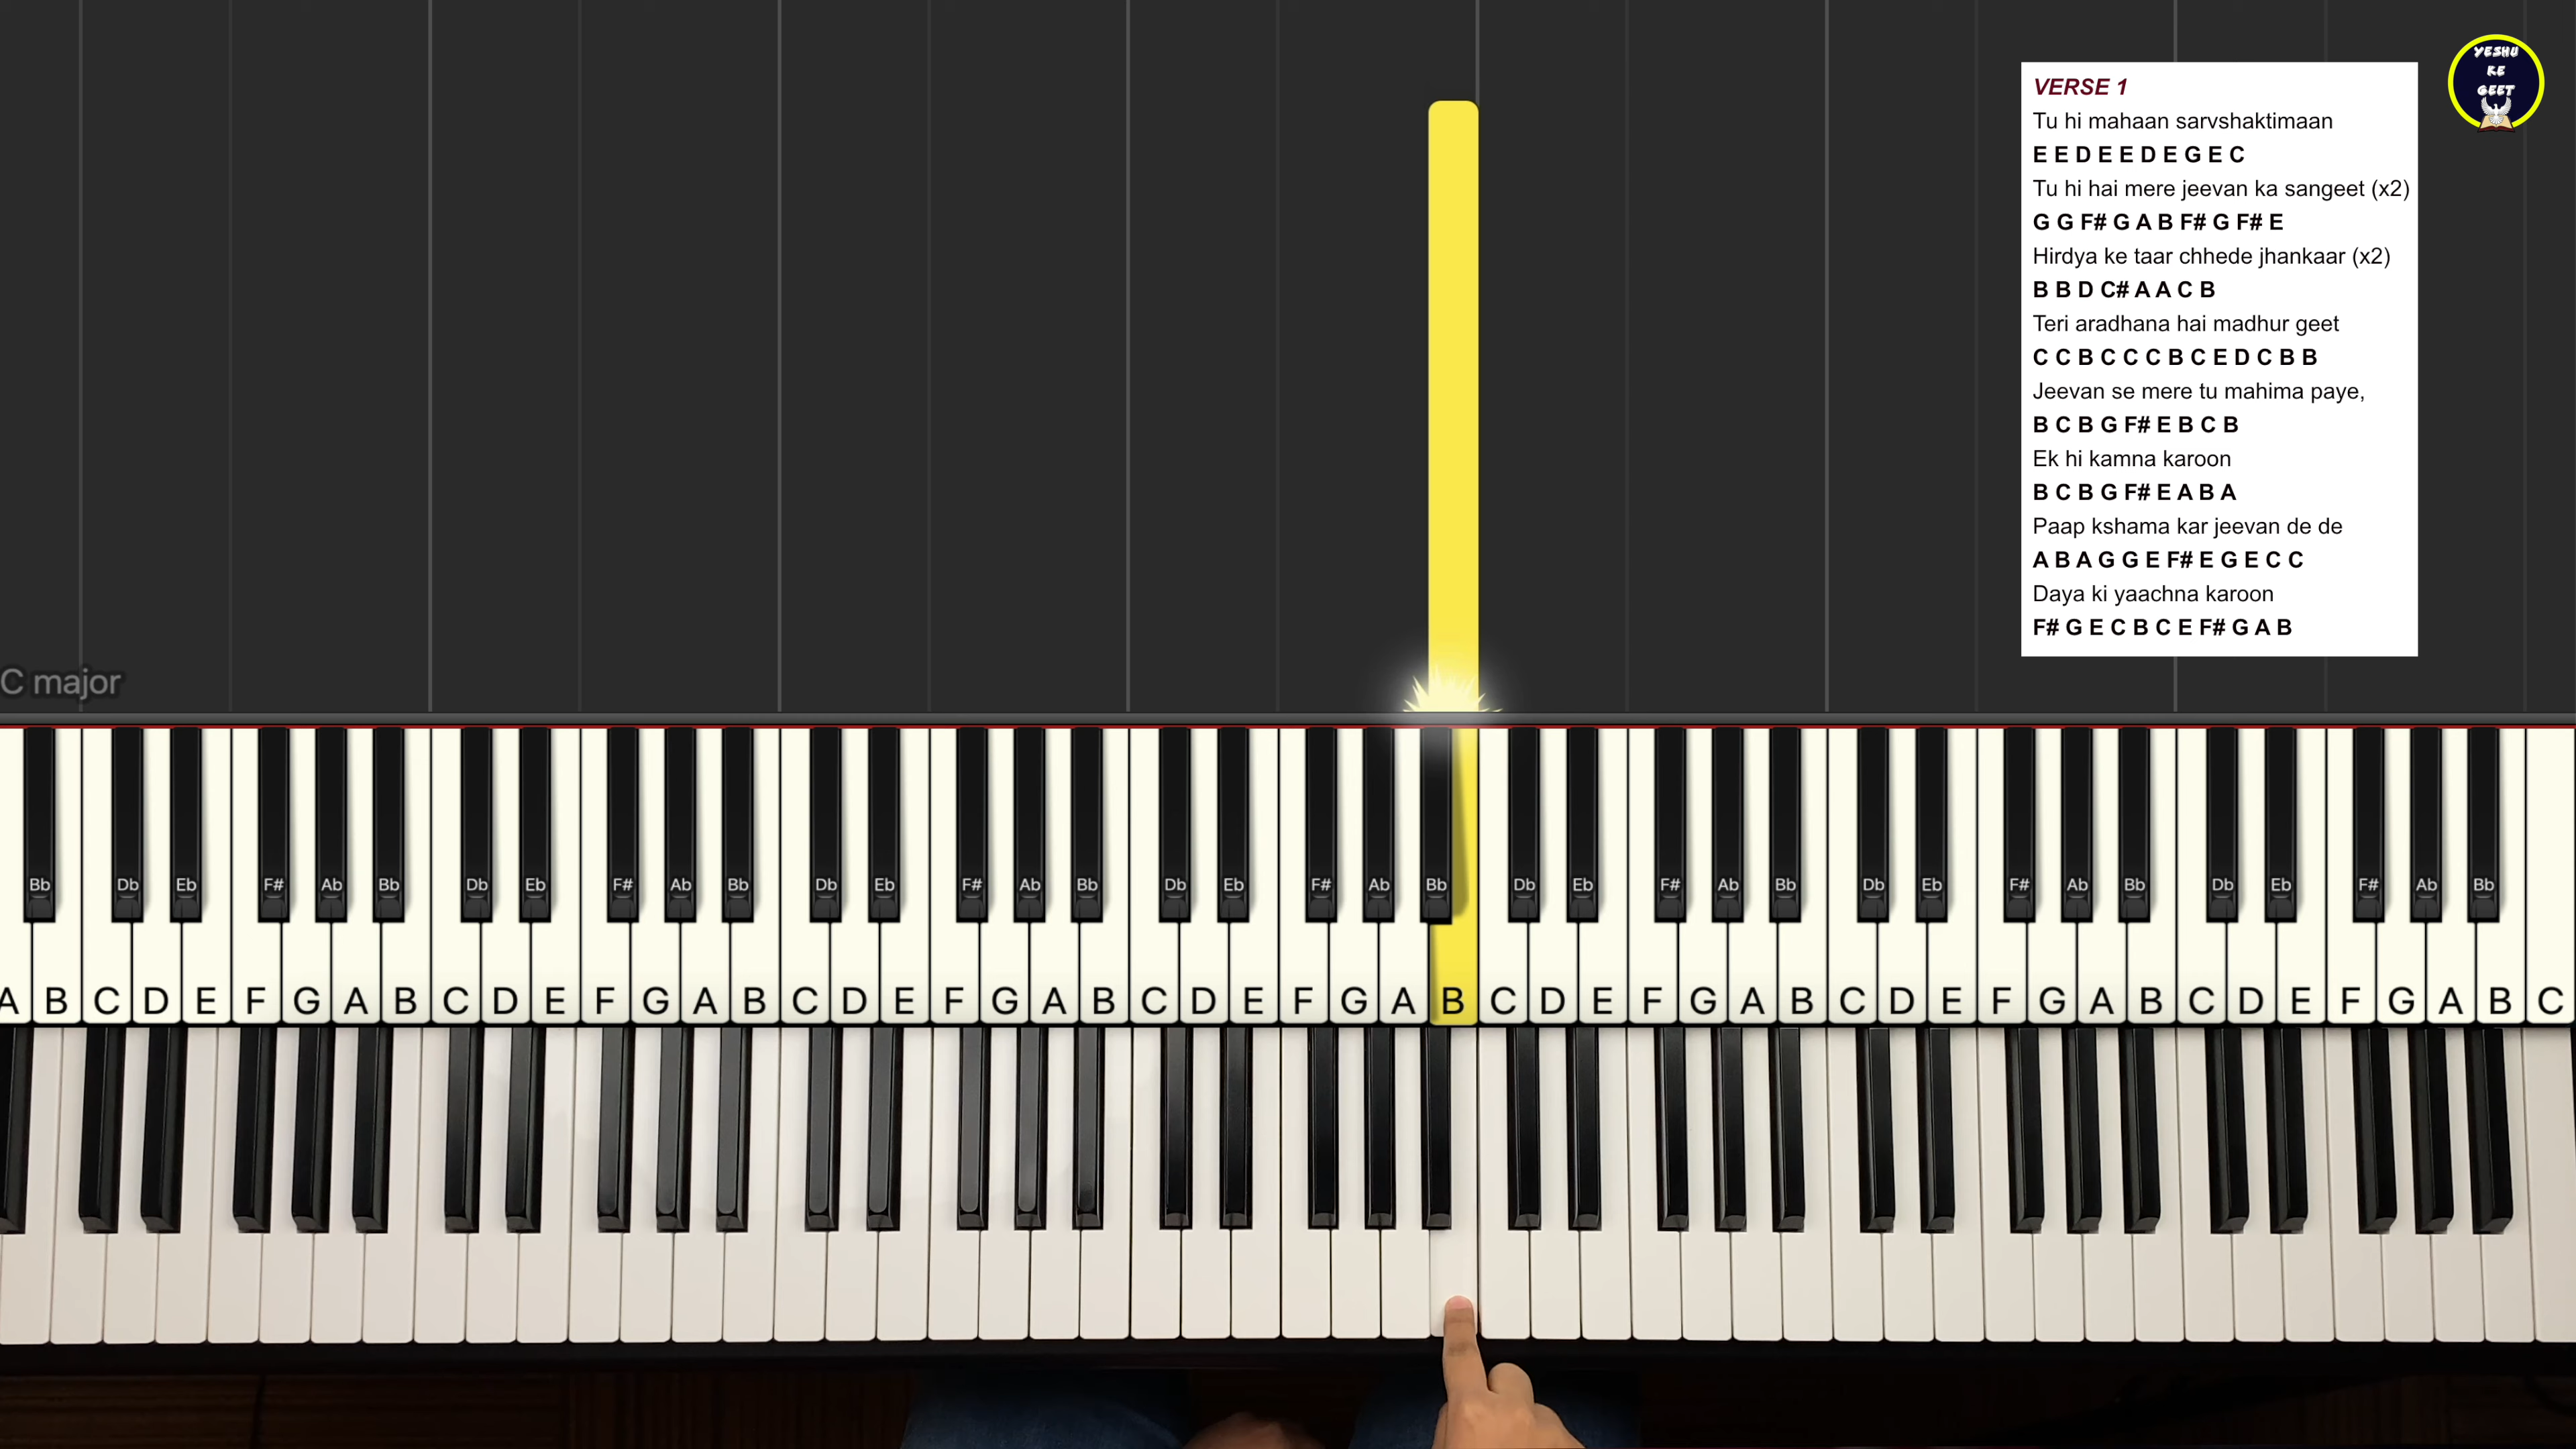 YESHU
KE
GEET
VERSE 1
Tu hi mahaan sarvshaktimaan
E E D E E D E G E C
Tu hi hai mere jeevan ka sangeet (x2)
G G F# G A B F# G F# E
Hirdya ke taar chhede jhankaar (x2)
B B D C# A A C B
Teri aradhana hai madhur geet
C C B C C C B C E D C B B
Jeevan se mere tu mahima paye,
B C B G F# E B C B
Ek hi kamna karoon
B C B G F# E A B A
Paap kshama kar jeevan de de
A B A G G E F# E G E C C
Daya ki yaachna karoon
F# G E C B C E F# G A B
C major
Bb Db Eb F# Ab Bb Db Eb F# Ab Bb Db Eb F# Ab Bb Db Eb F# Ab Bb Db Eb F# Ab Bb Db Eb F# Ab Bb Db Eb F# Ab Bb
A B C D E F G A B C D E F G A B C D E F G A B C D E F G A B C D E F G A B C D E F G A B C D E F G A B C